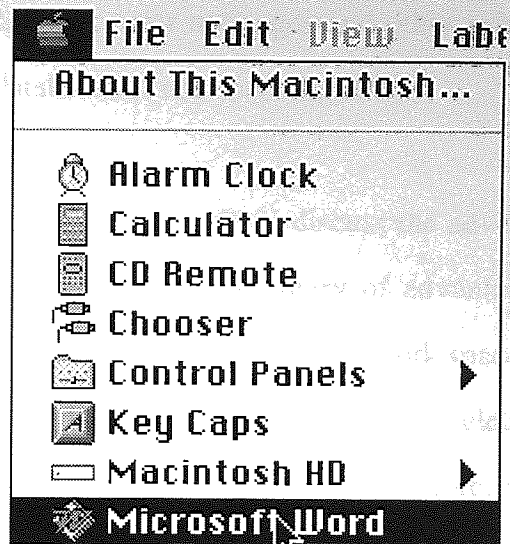 File Edit View Labe
About This Macintosh...
Alarm Clock
Calculator
CD Remote
Chooser
Control Panels
Key Caps
Macintosh HD
Microsoft Word